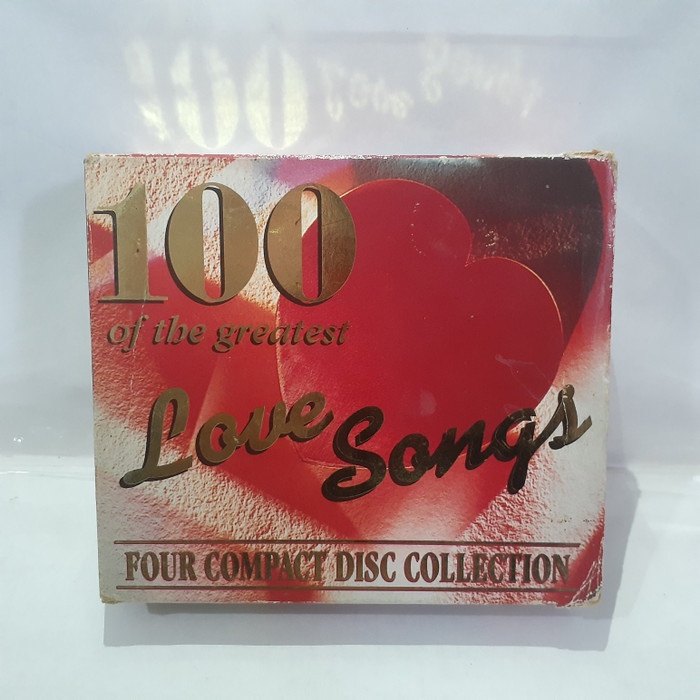 100
of the greatest
Love Songs
FOUR COMPACT DISC COLLECTION